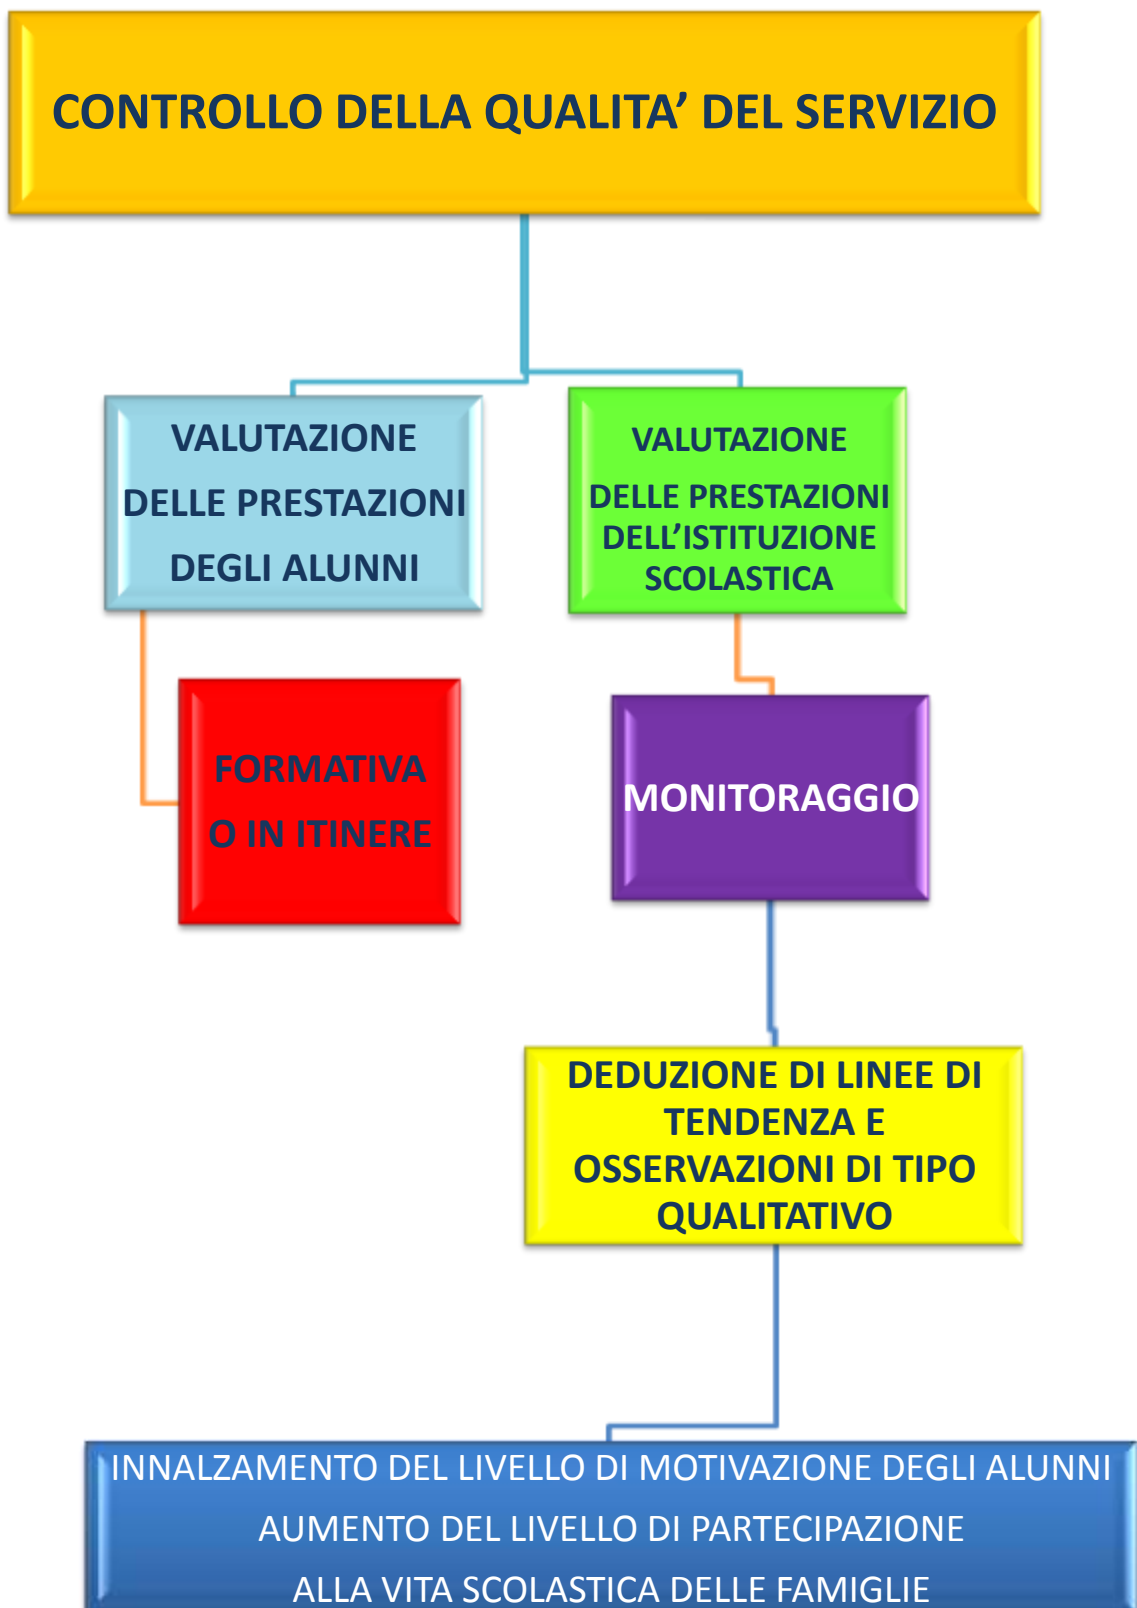 CONTROLLO DELLA QUALITA’ DEL SERVIZIO
VALUTAZIONE
DELLE PRESTAZIONI
DEGLI ALUNNI
VALUTAZIONE
DELLE PRESTAZIONI
DELL’ISTITUZIONE
SCOLASTICA
FORMATIVA
O IN ITINERE
MONITORAGGIO
DEDUZIONE DI LINEE DI
TENDENZA E
OSSERVAZIONI DI TIPO
QUALITATIVO
INNALZAMENTO DEL LIVELLO DI MOTIVAZIONE DEGLI ALUNNI
AUMENTO DEL LIVELLO DI PARTECIPAZIONE
ALLA VITA SCOLASTICA DELLE FAMIGLIE